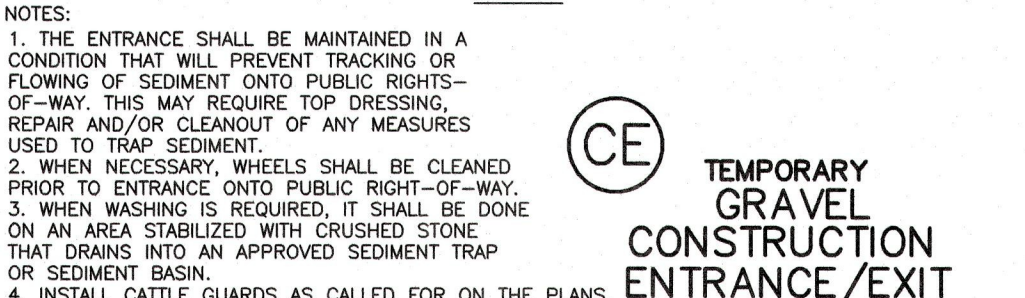 NOTES:
1. THE ENTRANCE SHALL BE MAINTAINED IN A
CONDITION THAT WILL PREVENT TRACKING OR
FLOWING OF SEDIMENT ONTO PUBLIC RIGHTS-
OF-WAY. THIS MAY REQUIRE TOP DRESSING,
REPAIR AND/OR CLEANOUT OF ANY MEASURES
USED TO TRAP SEDIMENT.
2. WHEN NECESSARY, WHEELS SHALL BE CLEANED
PRIOR TO ENTRANCE ONTO PUBLIC RIGHT-OF-WAY.
3. WHEN WASHING IS REQUIRED, IT SHALL BE DONE
ON AN AREA STABILIZED WITH CRUSHED STONE
THAT DRAINS INTO AN APPROVED SEDIMENT TRAP
OR SEDIMENT BASIN.
4. INSTALL CATTLE GUARDS AS CALLED FOR ON THE PLANS
CE
TEMPORARY
GRAVEL
CONSTRUCTION
ENTRANCE/EXIT